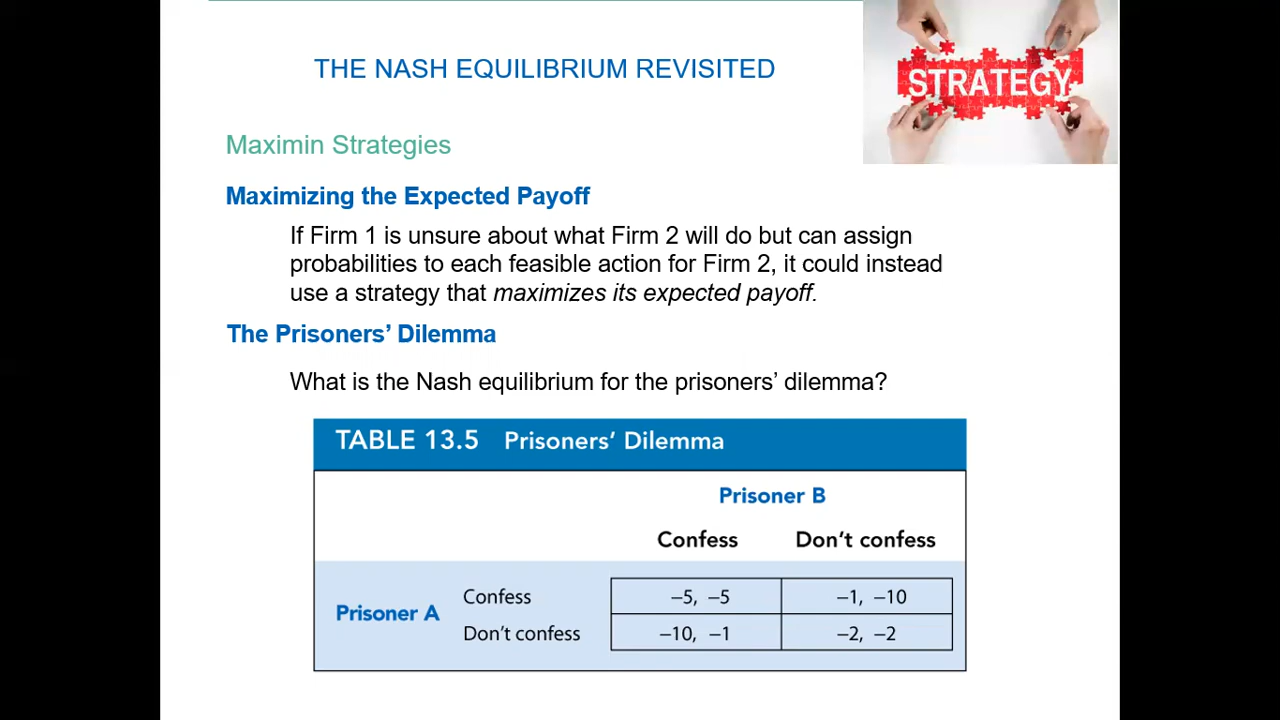 THE NASH EQUILIBRIUM REVISITED
STRATEGY
Maximin Strategies
Maximizing the Expected Payoff
If Firm 1 is unsure about what Firm 2 will do but can assign
probabilities to each feasible action for Firm 2, it could instead
use a strategy that maximizes its expected payoff.
The Prisoners’ Dilemma
What is the Nash equilibrium for the prisoners’ dilemma?
TABLE 13.5 Prisoners’ Dilemma
Prisoner B
Confess Don’t confess
Prisoner A
Confess –5, –5 –1, –10
Don’t confess –10, –1 –2, –2